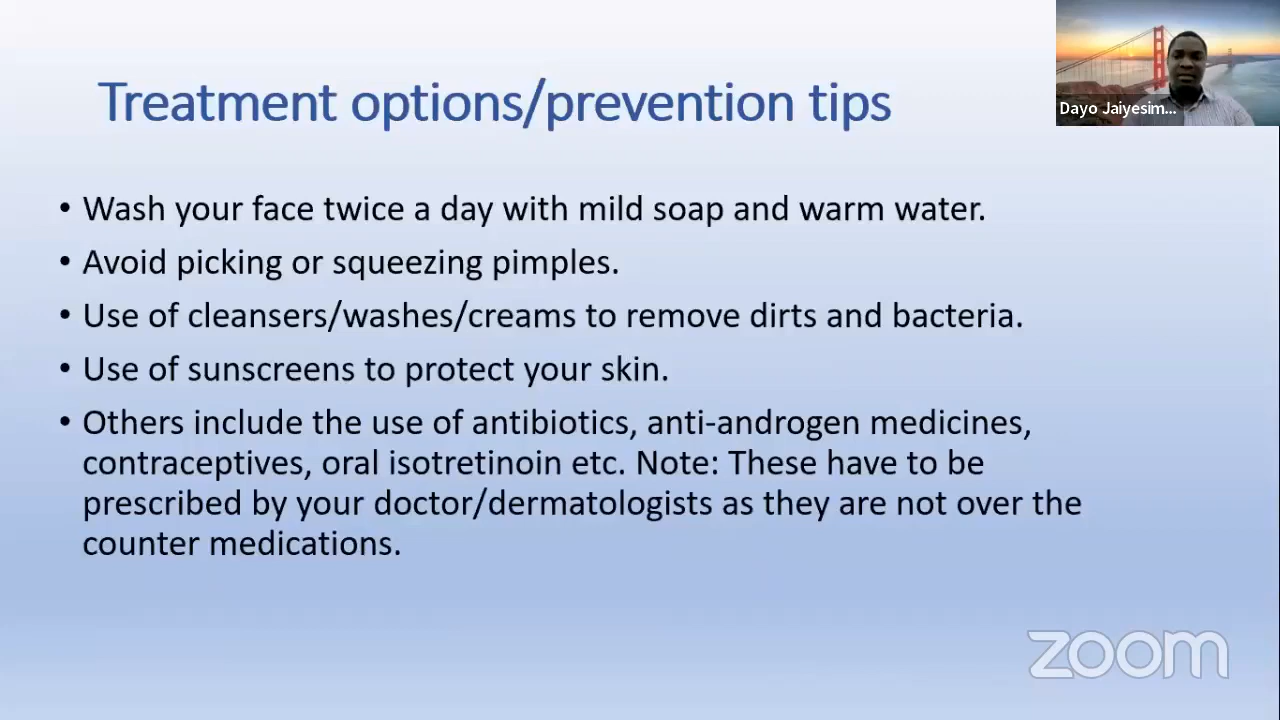 Treatment options/prevention tips
Dayo Jaiyesim...
• Wash your face twice a day with mild soap and warm water.
• Avoid picking or squeezing pimples.
• Use of cleansers/washes/creams to remove dirts and bacteria.
• Use of sunscreens to protect your skin.
• Others include the use of antibiotics, anti-androgen medicines,
contraceptives, oral isotretinoin etc. Note: These have to be
prescribed by your doctor/dermatologists as they are not over the
counter medications.
zoom